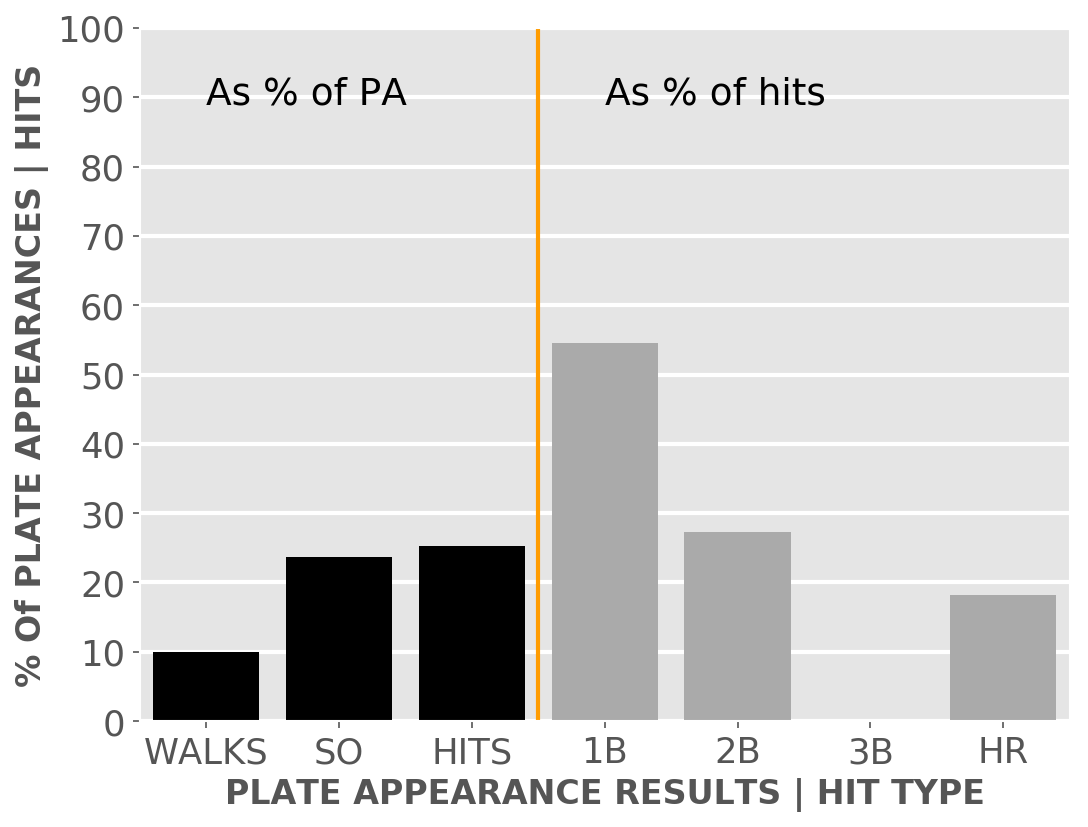 % Of PLATE APPEARANCES | HITS
100
90
80
70
60
50
40
30
20
10
0
As % of PA
As % of hits
WALKS SO HITS 1B 2B 3B HR
PLATE APPEARANCE RESULTS | HIT TYPE